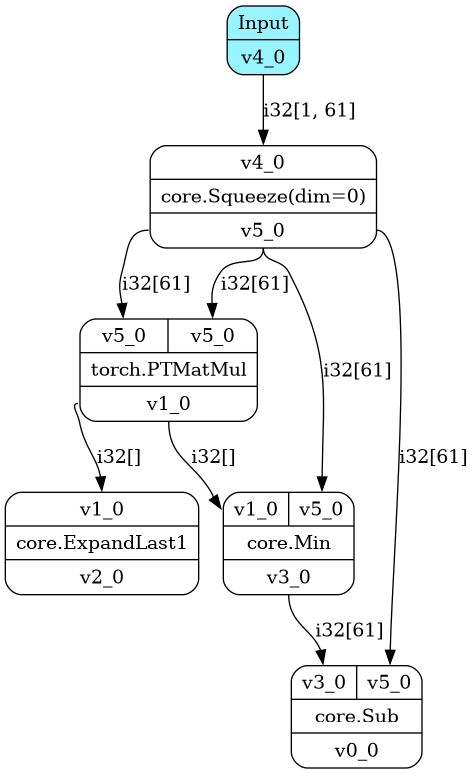 Input
v4_0
i32[1, 61]
v4_0
core.Squeeze(dim=0)
v5_0
i32[61]
i32[61]
v5_0
v5_0
torch.PTMatMul
v1_0
i32[61]
i32[]
i32[]
i32[61]
v1_0
core.ExpandLast1
v2_0
v1_0
v5_0
core.Min
v3_0
i32[61]
v3_0
v5_0
core.Sub
v0_0